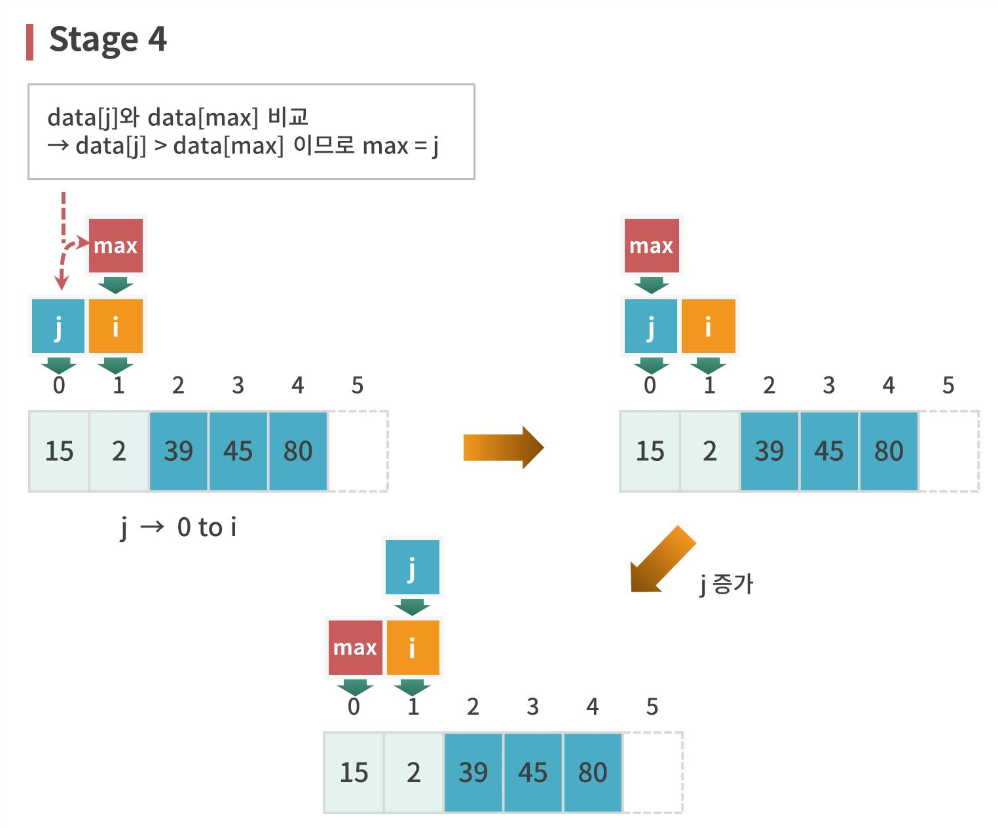 Stage 4
data[j]와 data[max] 비교
→ data[j] > data[max] 이므로 max = j
max
j i
0 1 2 3 4 5
15 2 39 45 80
j → 0 to i
max
j i
0 1 2 3 4 5
15 2 39 45 80
j 증가
j
max i
0 1 2 3 4 5
15 2 39 45 80